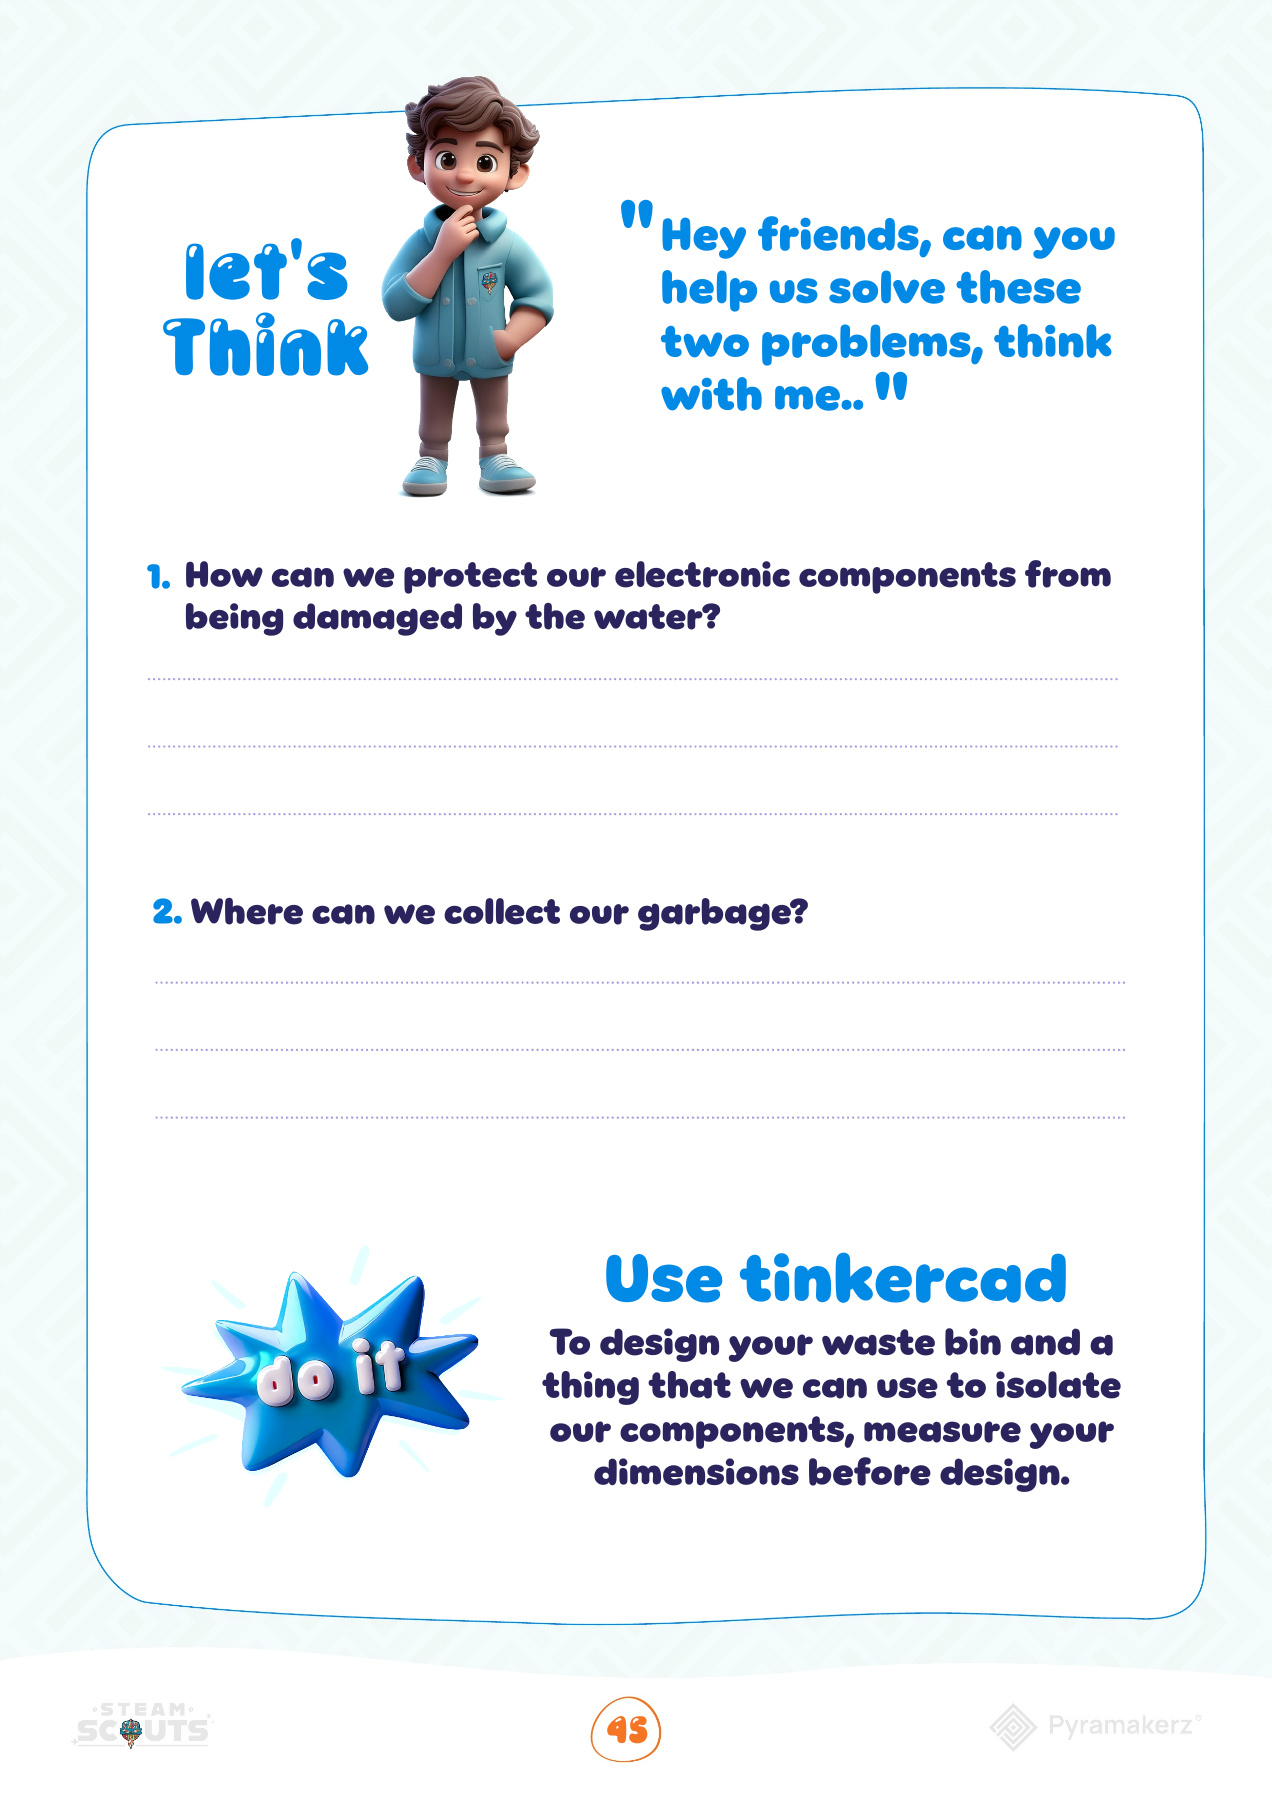 let's
Think
"Hey friends, can you
help us solve these
two problems, think
with me.. "
1. How can we protect our electronic components from
being damaged by the water?
2. Where can we collect our garbage?
do it
Use tinkercad
To design your waste bin and a
thing that we can use to isolate
our components, measure your
dimensions before design.
STEAM
SCOUTS
45
Pyramakerz